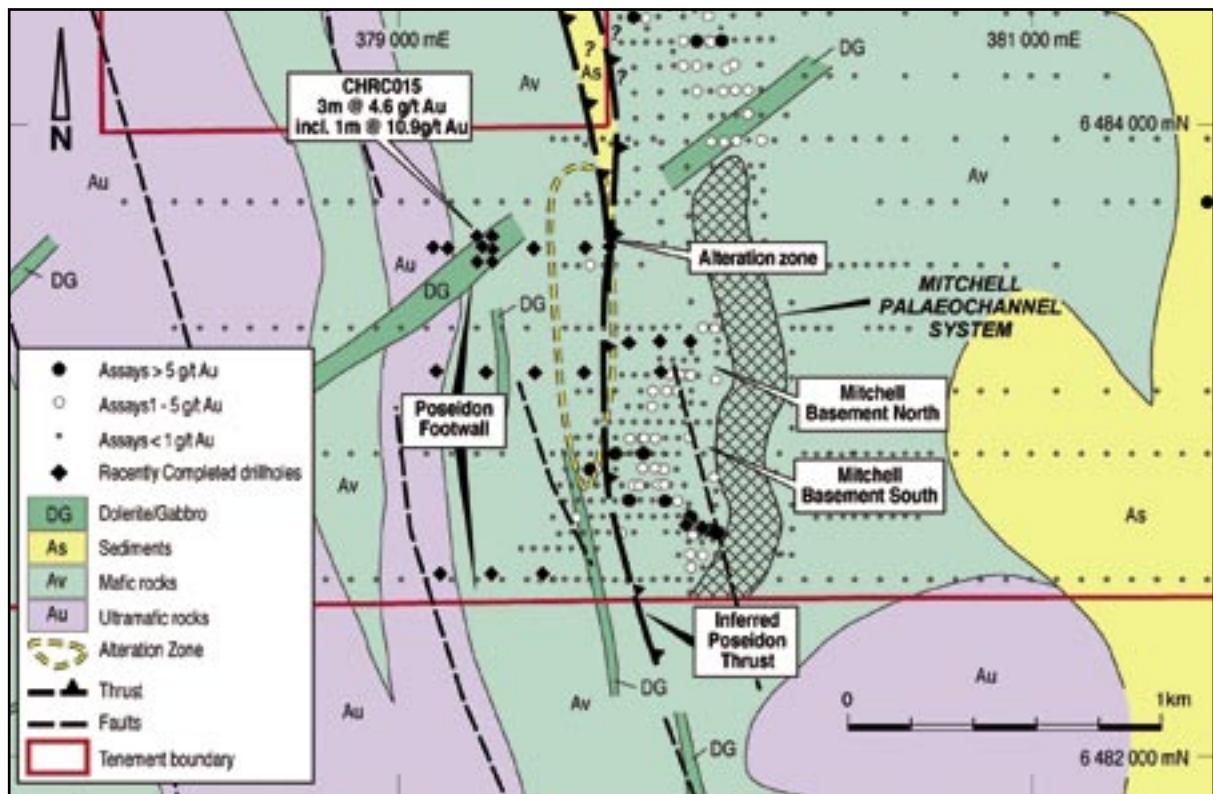 379 000 mE
381 000 mE
DG
?
?
As
?
Av
CHRC015
3m @ 4.6 g/t Au
incl. 1m @ 10.9g/t Au
N
6 484 000 mN
Au
Av
Au
DG
Alteration zone
DG
DG
MITCHELL
PALAEOCHANNEL
SYSTEM
Mitchell
Basement North
Poseidon
Footwall
Mitchell
Basement South
Av
As
Assays > 5 g/t Au
Assays1 - 5 g/t Au
Assays < 1 g/t Au
Recently Completed drillholes
DG
Dolerite/Gabbro
As
Sediments
Av
Mafic rocks
Au
Ultramafic rocks
Alteration Zone
Thrust
Faults
Tenement boundary
Inferred
Poseidon
Thrust
DG
Au
Av
Au
DG
0
1km
6 482 000 mN